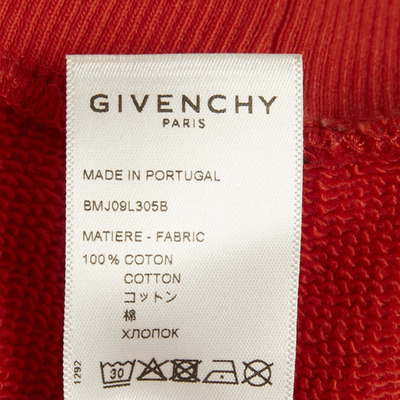 GIVENCHY
PARIS
MADE IN PORTUGAL
BMJ09L305B
MATIERE - FABRIC
100% COTON
COTTON
コットン
棉
ХЛОПОК
30
1292